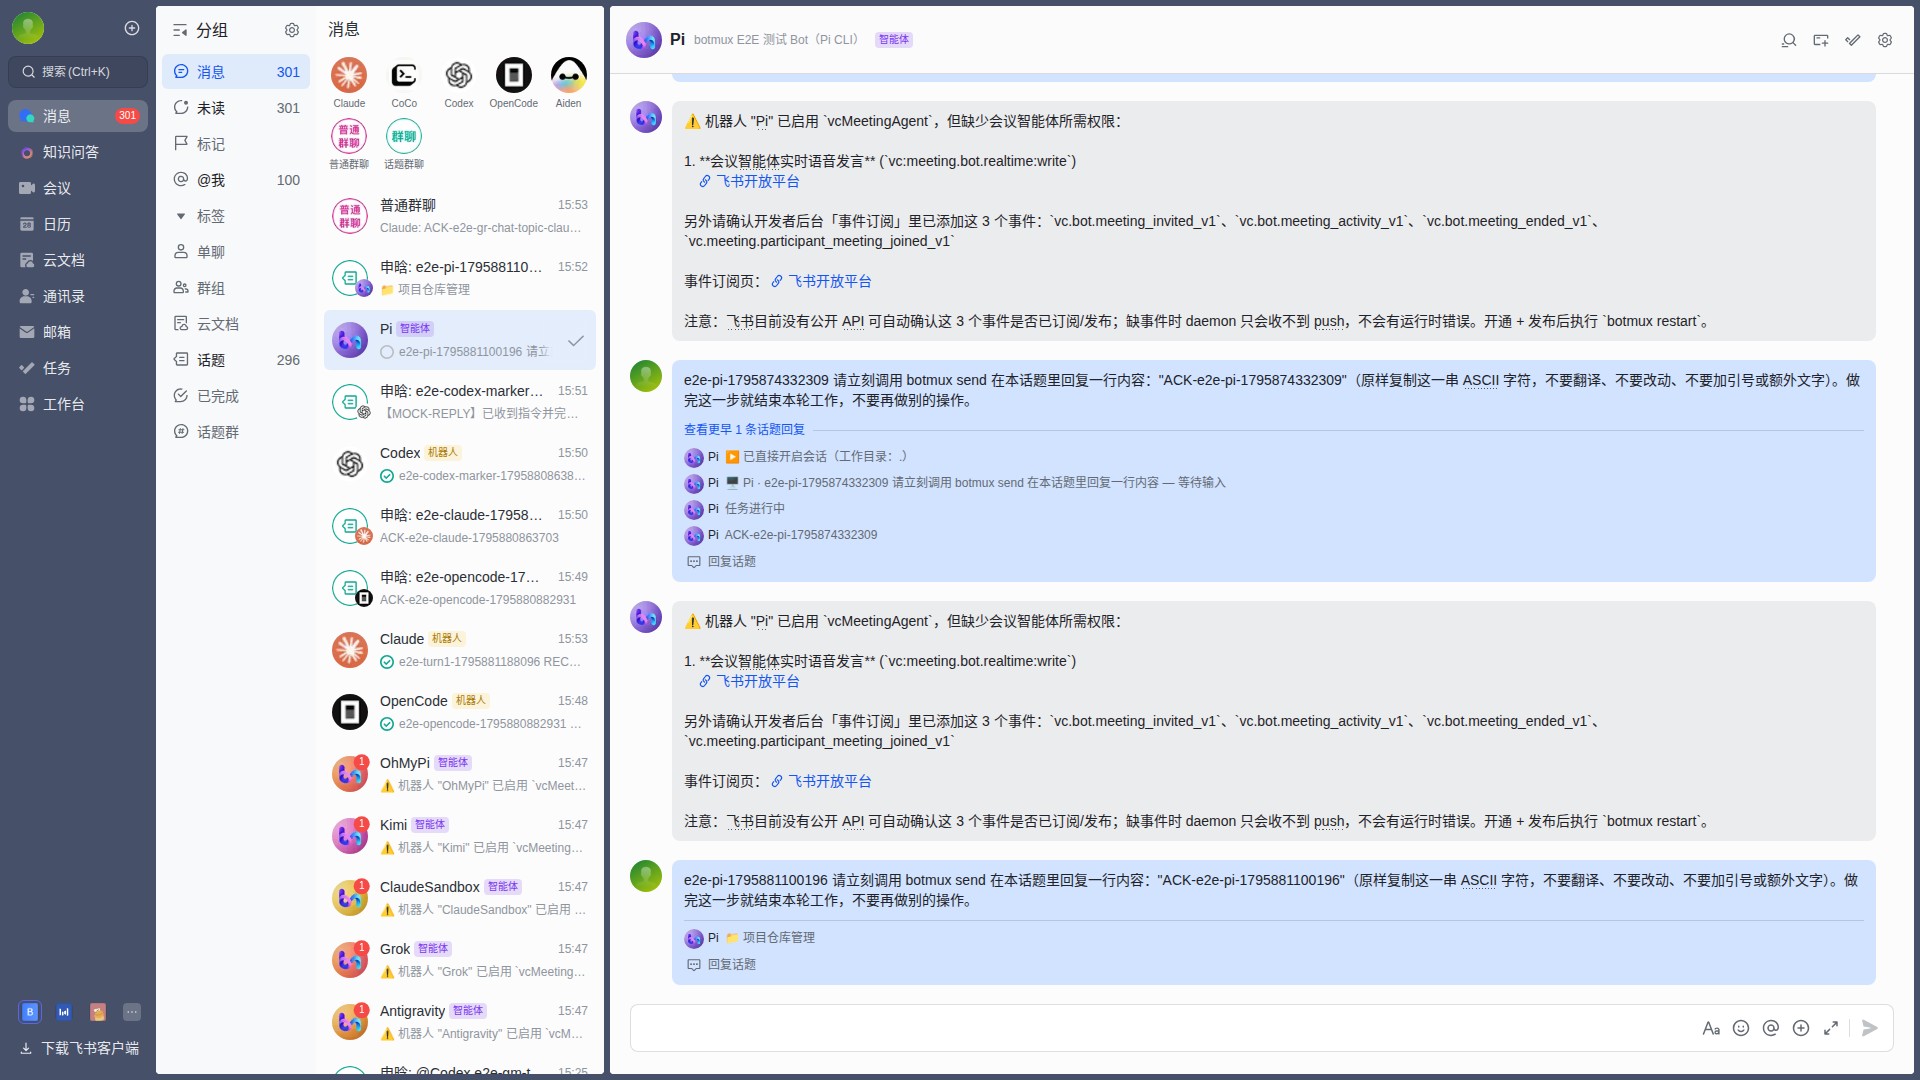 搜索 (Ctrl+K)
消息 301
知识问答
会议
日历
云文档
通讯录
邮箱
任务
工作台
下载飞书客户端
分组
消息 301
未读 301
标记
@我 100
标签
单聊
群组
云文档
话题 296
已完成
话题群
消息
Claude CoCo Codex OpenCode Aiden
普通群聊 群聊
普通群聊 话题群聊
普通群聊
普通群聊 15:53
Claude: ACK-e2e-gr-chat-topic-clau…
申晗: e2e-pi-179588110… 15:52
📁 项目仓库管理
Pi 智能体
e2e-pi-1795881100196 请立
申晗: e2e-codex-marker… 15:51
【MOCK-REPLY】已收到指令并完…
Codex 机器人 15:50
e2e-codex-marker-17958808638…
申晗: e2e-claude-17958… 15:50
ACK-e2e-claude-1795880863703
申晗: e2e-opencode-17… 15:49
ACK-e2e-opencode-1795880882931
Claude 机器人 15:53
e2e-turn1-1795881188096 REC…
OpenCode 机器人 15:48
e2e-opencode-1795880882931 …
1
OhMyPi 智能体 15:47
⚠️ 机器人 "OhMyPi" 已启用 `vcMeet…
1
Kimi 智能体 15:47
⚠️ 机器人 "Kimi" 已启用 `vcMeeting…
1
ClaudeSandbox 智能体 15:47
⚠️ 机器人 "ClaudeSandbox" 已启用 …
1
Grok 智能体 15:47
⚠️ 机器人 "Grok" 已启用 `vcMeeting…
1
Antigravity 智能体 15:47
⚠️ 机器人 "Antigravity" 已启用 `vcM…
申晗: @Codex e2e-gm-t… 15:25
Pi botmux E2E 测试 Bot（Pi CLI） 智能体
⚠️ 机器人 "Pi" 已启用 `vcMeetingAgent`，但缺少会议智能体所需权限：
1. **会议智能体实时语音发言** (`vc:meeting.bot.realtime:write`)
飞书开放平台
另外请确认开发者后台「事件订阅」里已添加这 3 个事件：`vc.bot.meeting_invited_v1`、`vc.bot.meeting_activity_v1`、`vc.bot.meeting_ended_v1`、
`vc.meeting.participant_meeting_joined_v1`
事件订阅页： 飞书开放平台
注意：飞书目前没有公开 API 可自动确认这 3 个事件是否已订阅/发布；缺事件时 daemon 只会收不到 push，不会有运行时错误。开通 + 发布后执行 `botmux restart`。
e2e-pi-1795874332309 请立刻调用 botmux send 在本话题里回复一行内容："ACK-e2e-pi-1795874332309"（原样复制这一串 ASCII 字符，不要翻译、不要改动、不要加引号或额外文字）。做
完这一步就结束本轮工作，不要再做别的操作。
查看更早 1 条话题回复
Pi ▶️ 已直接开启会话（工作目录：.）
Pi 🖥️ Pi · e2e-pi-1795874332309 请立刻调用 botmux send 在本话题里回复一行内容 — 等待输入
Pi 任务进行中
Pi ACK-e2e-pi-1795874332309
回复话题
⚠️ 机器人 "Pi" 已启用 `vcMeetingAgent`，但缺少会议智能体所需权限：
1. **会议智能体实时语音发言** (`vc:meeting.bot.realtime:write`)
飞书开放平台
另外请确认开发者后台「事件订阅」里已添加这 3 个事件：`vc.bot.meeting_invited_v1`、`vc.bot.meeting_activity_v1`、`vc.bot.meeting_ended_v1`、
`vc.meeting.participant_meeting_joined_v1`
事件订阅页： 飞书开放平台
注意：飞书目前没有公开 API 可自动确认这 3 个事件是否已订阅/发布；缺事件时 daemon 只会收不到 push，不会有运行时错误。开通 + 发布后执行 `botmux restart`。
e2e-pi-1795881100196 请立刻调用 botmux send 在本话题里回复一行内容："ACK-e2e-pi-1795881100196"（原样复制这一串 ASCII 字符，不要翻译、不要改动、不要加引号或额外文字）。做
完这一步就结束本轮工作，不要再做别的操作。
Pi 📁 项目仓库管理
回复话题
Aa